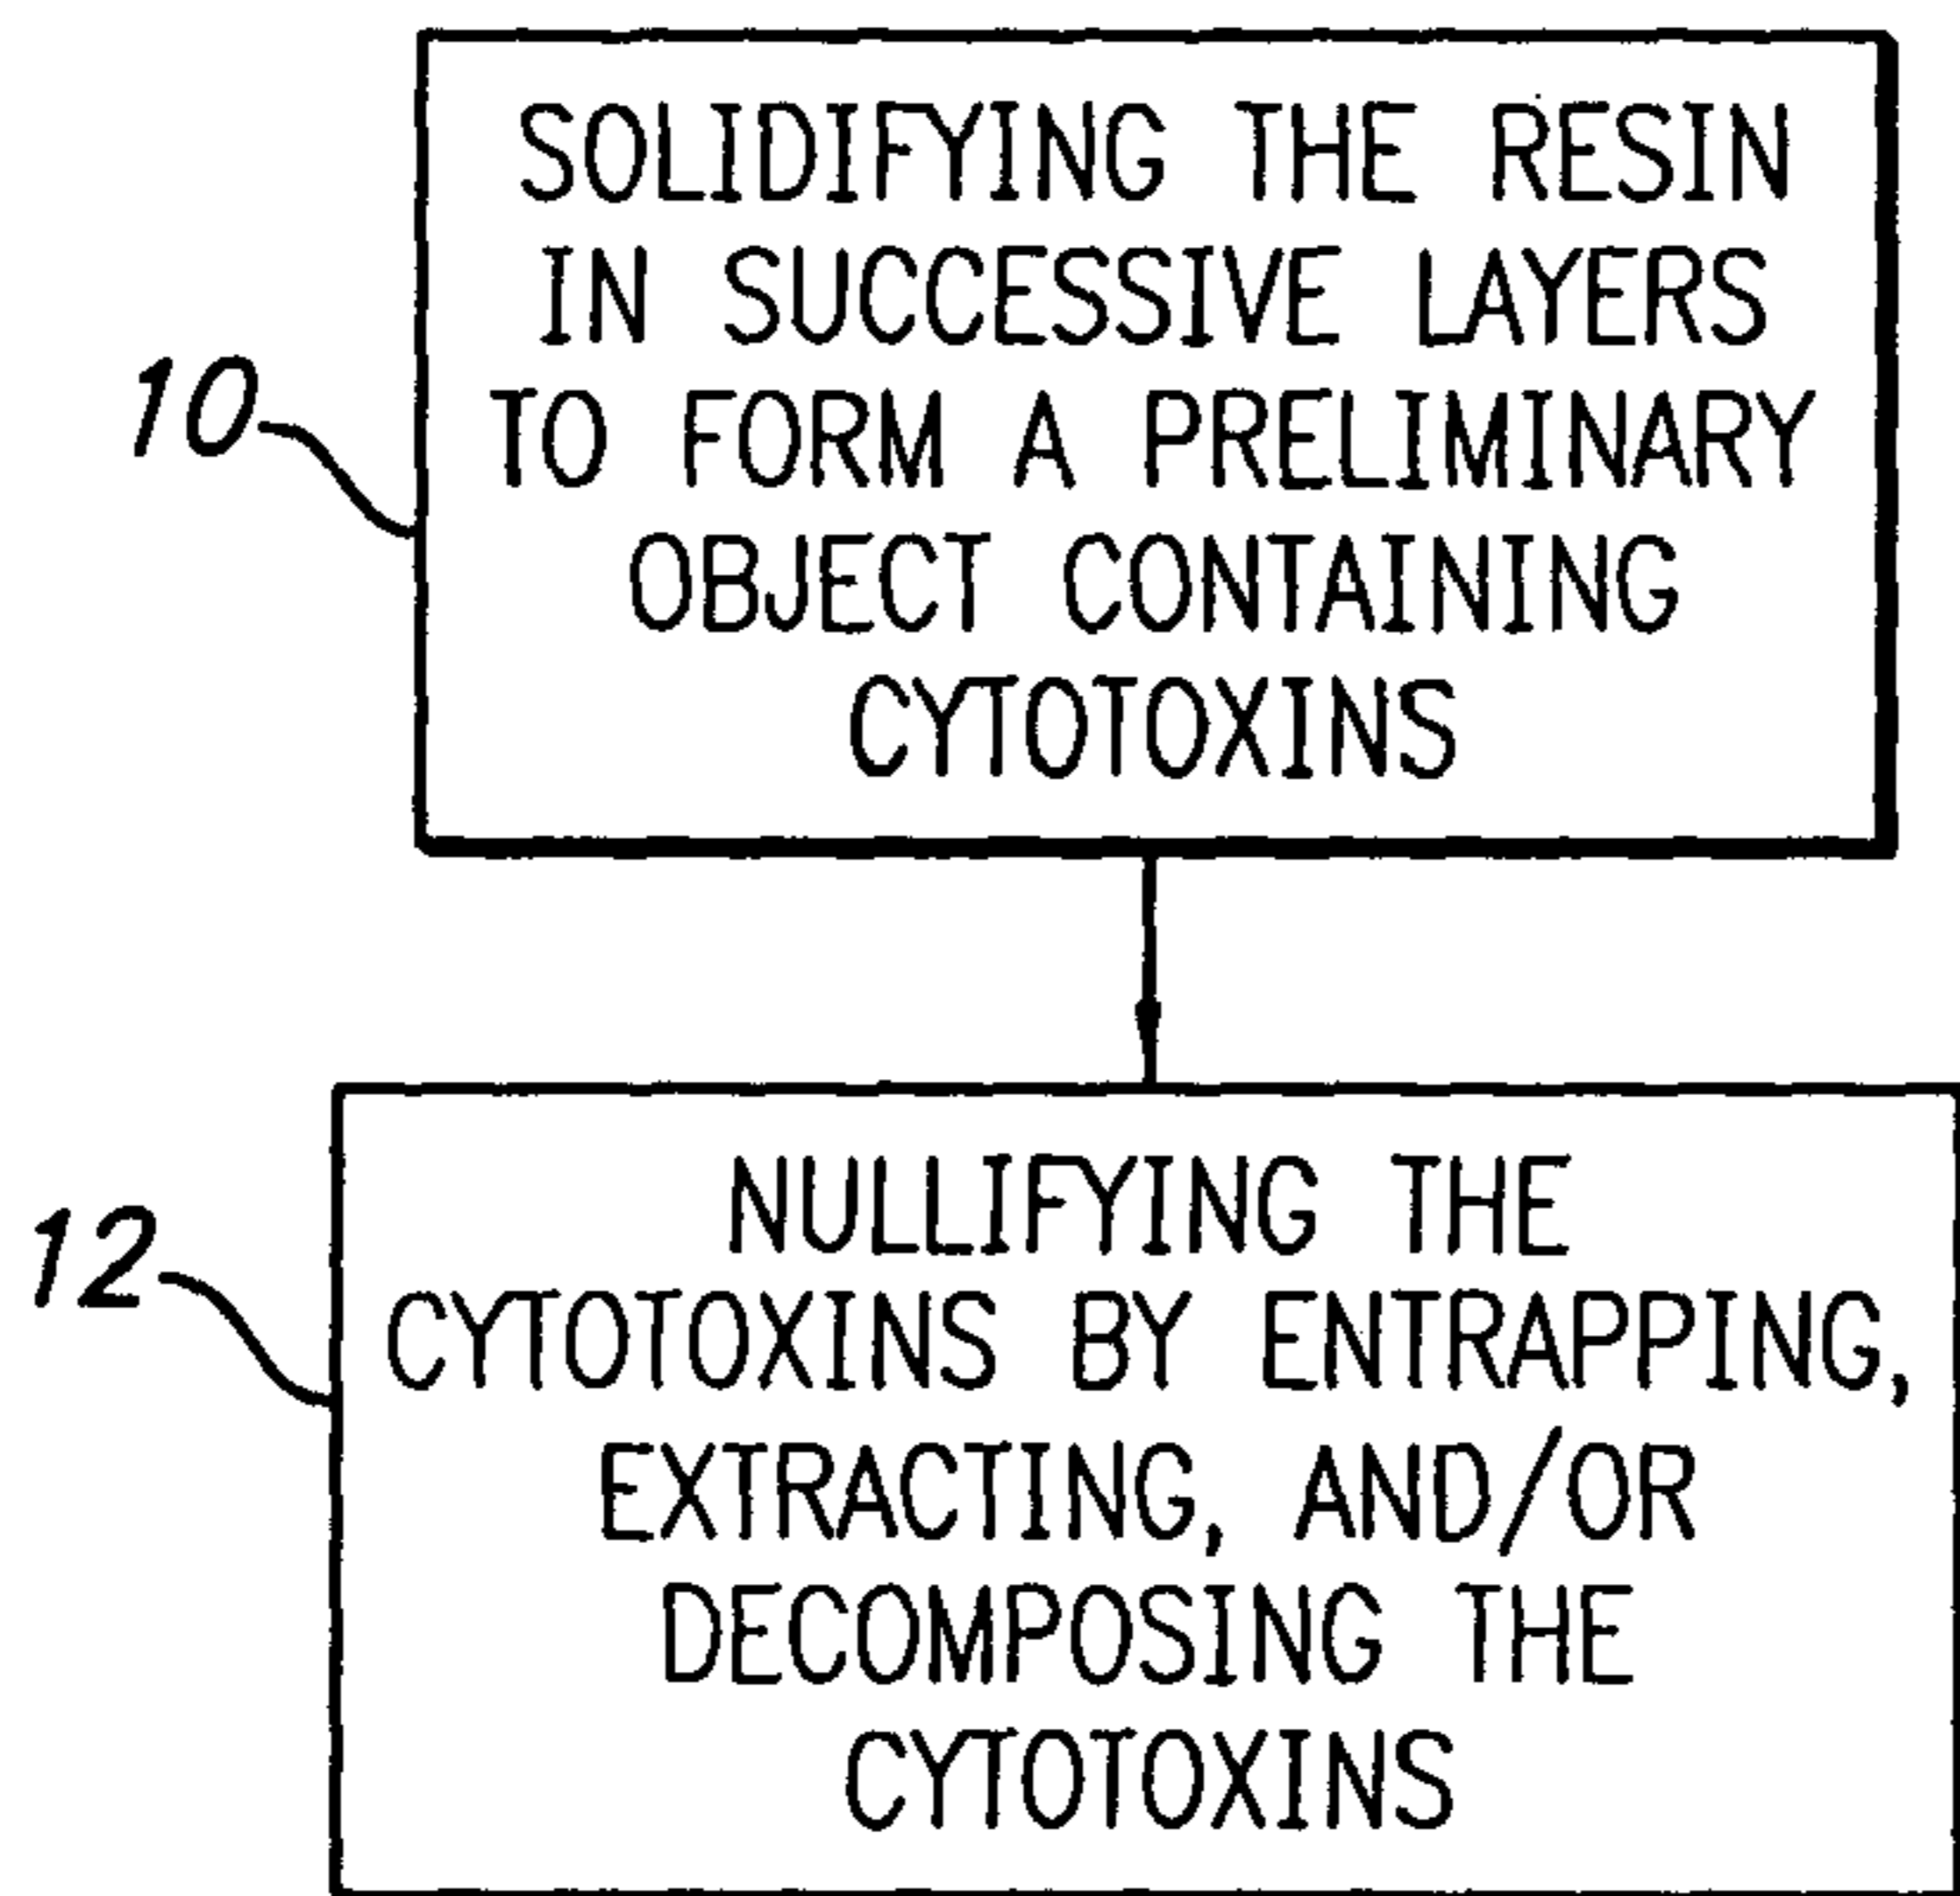 SOLIDIFYING THE RESIN
IN SUCCESSIVE LAYERS
10
TO FORM A PRELIMINARY
OBJECT CONTAINING
CYTOTOXINS
NULLIFYING THE
12
CYTOTOXINS BY ENTRAPPING,
EXTRACTING, AND/OR
DECOMPOSING THE
CYTOTOXINS